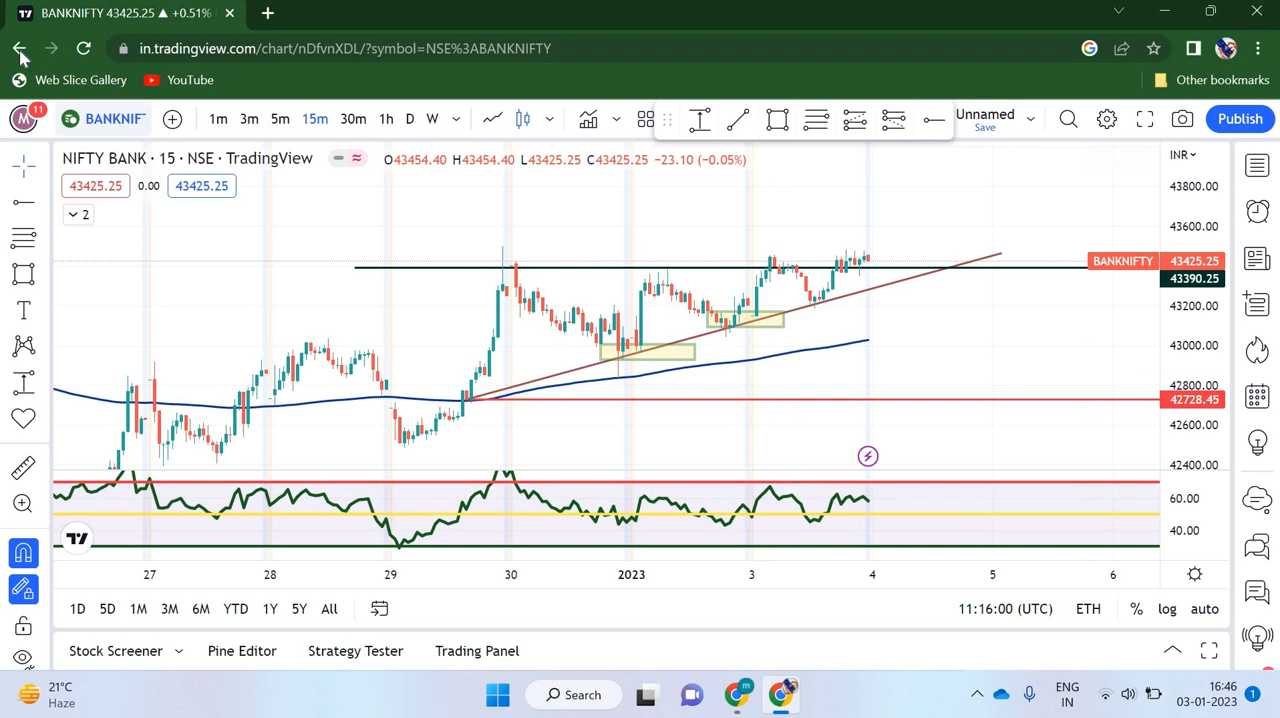 BANKNIFTY 43425.25 ▲ +0.51%
in.tradingview.com/chart/nDfvnXDL/?symbol=NSE%3ABANKNIFTY
Web Slice Gallery
YouTube
Other bookmarks
M
11
BANKNIF
1m 3m 5m 15m 30m 1h D W
Unnamed
Save
Publish
NIFTY BANK · 15 · NSE · TradingView
O43454.40 H43454.40 L43425.25 C43425.25 −23.10 (−0.05%)
INR
43425.25 0.00 43425.25
2
43800.00
43600.00
BANKNIFTY 43425.25
43390.25
43200.00
43000.00
42800.00
42728.45
42600.00
42400.00
60.00
40.00
27 28 29 30 2023 3 4 5 6
1D 5D 1M 3M 6M YTD 1Y 5Y All
11:16:00 (UTC) ETH % log auto
Stock Screener Pine Editor Strategy Tester Trading Panel
21°C
Haze
Search
m
ENG
IN
16:46
03-01-2023
1